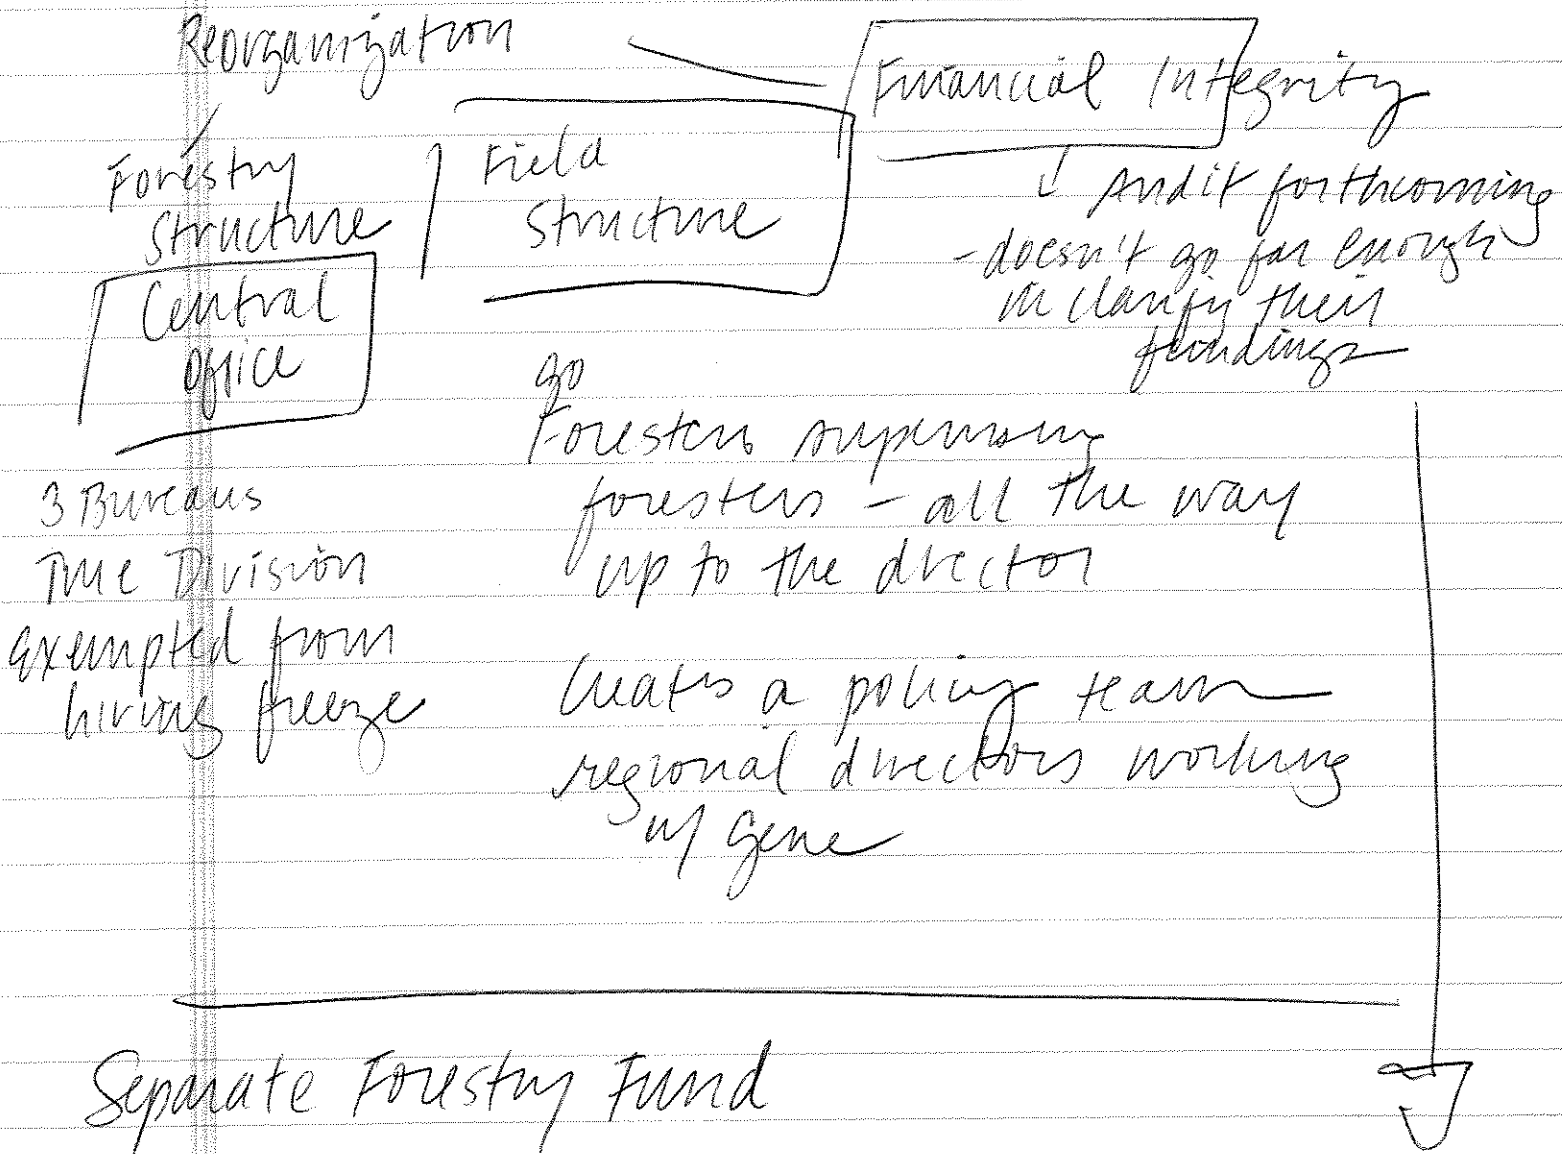 Reorganization
Financial Integrity
Forestry
Structure
Field
Structure
Audit forthcoming
- doesn't go far enough
in clarify their
fundings
Central
office
3 Bureaus
True Division
exempted from
hiring freeze
go
Foresters supervising
foresters - all the way
up to the director
Creates a policy team
regional directors working
w/ Gene
Separate Forestry Fund